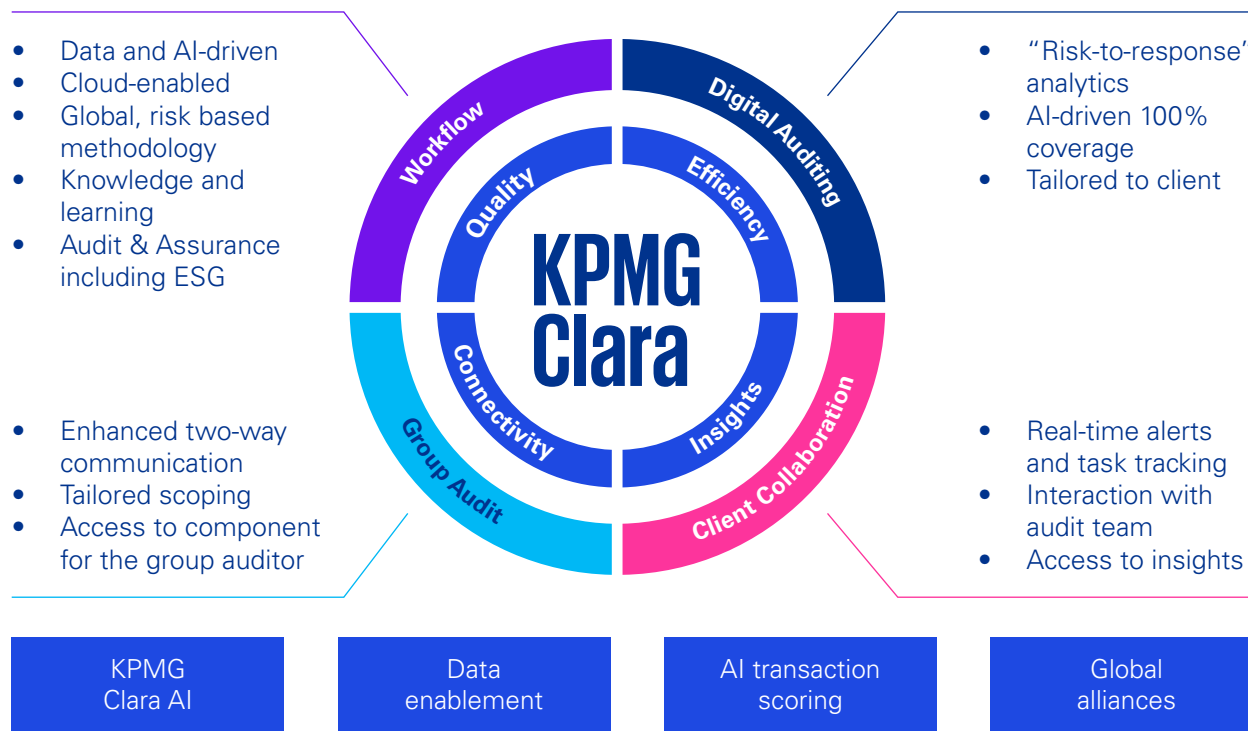 • Data and AI-driven
• Cloud-enabled
• Global, risk based
methodology
• Knowledge and
learning
• Audit & Assurance
including ESG
• “Risk-to-response”
analytics
• AI-driven 100%
coverage
• Tailored to client
Workflow
Digital Auditing
Quality
Efficiency
KPMG
Clara
Connectivity
Insights
Group Audit
Client Collaboration
• Enhanced two-way
communication
• Tailored scoping
• Access to component
for the group auditor
• Real-time alerts
and task tracking
• Interaction with
audit team
• Access to insights
KPMG
Clara AI
Data
enablement
AI transaction
scoring
Global
alliances